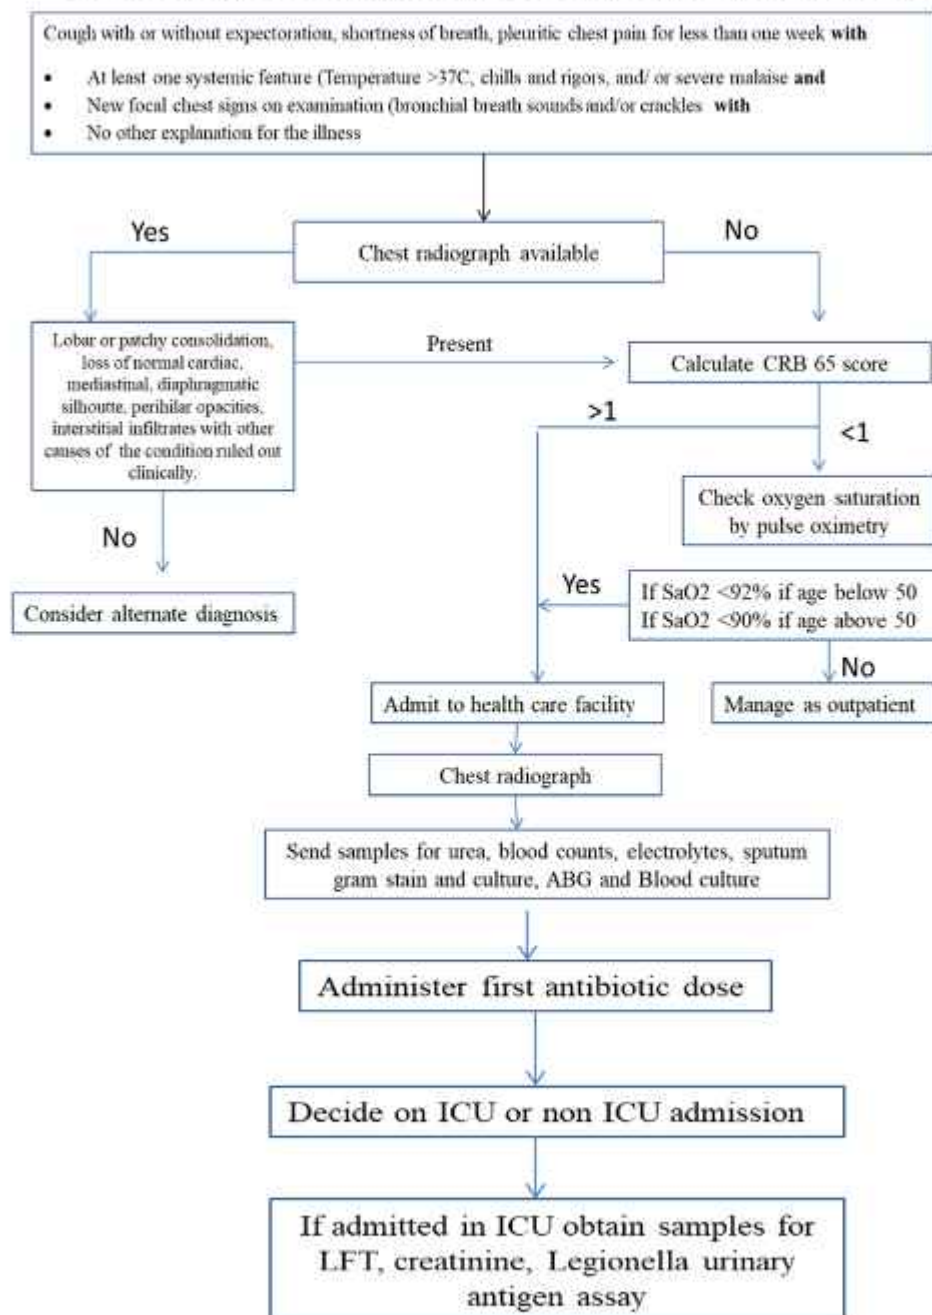 Cough with or without expectoration, shortness of breath, pleuritic chest pain for less than one week with
• At least one systemic feature (Temperature >37C, chills and rigors, and/ or severe malaise and
• New focal chest signs on examination (bronchial breath sounds and/or crackles with
• No other explanation for the illness
Yes
Chest radiograph available
No
Lobar or patchy consolidation,
loss of normal cardiac,
mediastinal, diaphragmatic
silhoutte, perihilar opacities,
interstitial infiltrates with other
causes of the condition ruled out
clinically.
Present
Calculate CRB 65 score
>1
<1
Check oxygen saturation
by pulse oximetry
No
Consider alternate diagnosis
Yes
If SaO2 <92% if age below 50
If SaO2 <90% if age above 50
No
Admit to health care facility
Manage as outpatient
Chest radiograph
Send samples for urea, blood counts, electrolytes, sputum
gram stain and culture, ABG and Blood culture
Administer first antibiotic dose
Decide on ICU or non ICU admission
If admitted in ICU obtain samples for
LFT, creatinine, Legionella urinary
antigen assay